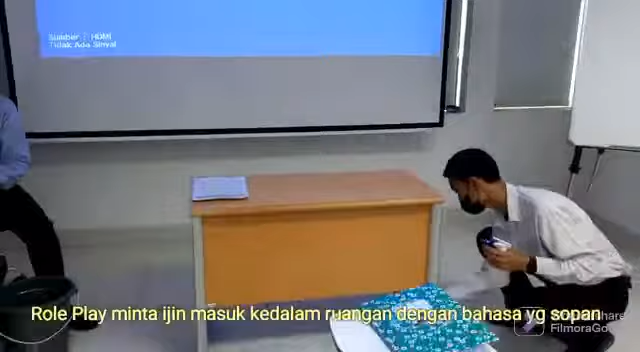 Sumber : HDMI
Tidak Ada Sinyal
Role Play minta ijin masuk kedalam ruangan dengan bahasa yg sopan
FilmoraGo